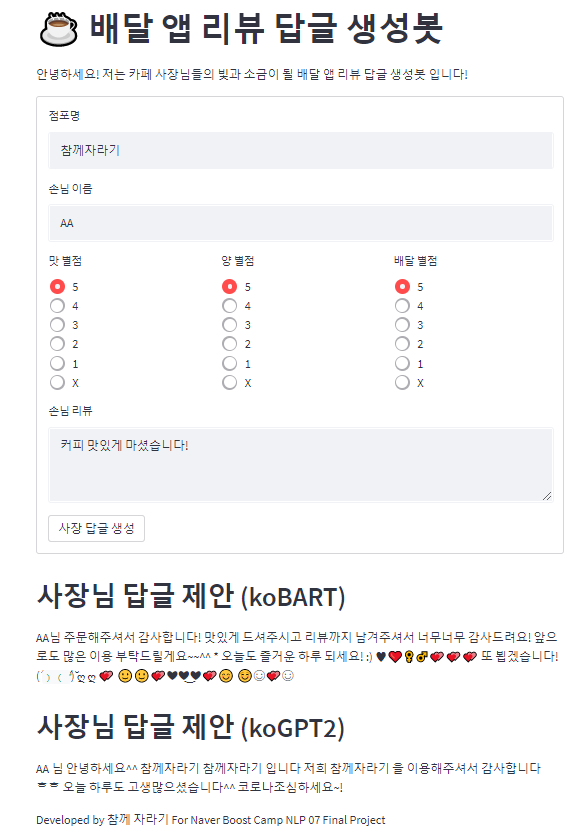 ☕ 배달 앱 리뷰 답글 생성봇
안녕하세요! 저는 카페 사장님들의 빛과 소금이 될 배달 앱 리뷰 답글 생성봇 입니다!
점포명
참께자라기
손님 이름
AA
맛 별점 양 별점 배달 별점
5 5 5
4 4 4
3 3 3
2 2 2
1 1 1
X X X
손님 리뷰
커피 맛있게 마셨습니다!
사장 답글 생성
사장님 답글 제안 (koBART)
AA님 주문해주셔서 감사합니다! 맛있게 드셔주시고 리뷰까지 남겨주셔서 너무너무 감사드려요! 앞으
로도 많은 이용 부탁드릴게요~~^^ * 오늘도 즐거운 하루 되세요! :) 또 뵙겠습니다!
사장님 답글 제안 (koGPT2)
AA 님 안녕하세요^^ 참께자라기 참께자라기 입니다 저희 참께자라기 을 이용해주셔서 감사합니다
ㅎㅎ 오늘 하루도 고생많으셨습니다^^ 코로나조심하세요~!
Developed by 참께 자라기 For Naver Boost Camp NLP 07 Final Project